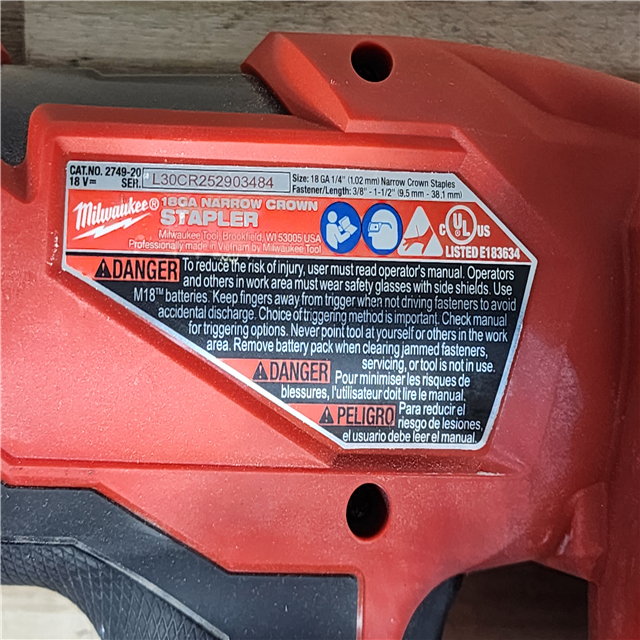 CAT.NO. 2749-20
18 V⎓ SER. L30CR252903484
Size: 18 GA 1/4" (1.02 mm) Narrow Crown Staples
Fastener/Length: 3/8" - 1-1/2" (9.5 mm - 38.1 mm)
Milwaukee®
18GA NARROW CROWN
STAPLER
Milwaukee Tool, Brookfield, WI 53005 USA
Professionally made in Vietnam by Milwaukee Tool
C UL US
LISTED E183634
DANGER To reduce the risk of injury, user must read operator's manual. Operators
and others in work area must wear safety glasses with side shields. Use
M18™ batteries. Keep fingers away from trigger when not driving fasteners to avoid
accidental discharge. Choice of triggering method is important. Check manual
for triggering options. Never point tool at yourself or others in the work
area. Remove battery pack when clearing jammed fasteners,
servicing, or tool is not in use.
DANGER Pour minimiser les risques de
blessures, l'utilisateur doit lire le manuel.
PELIGRO Para reducir el
riesgo de lesiones,
el usuario debe leer el manual.